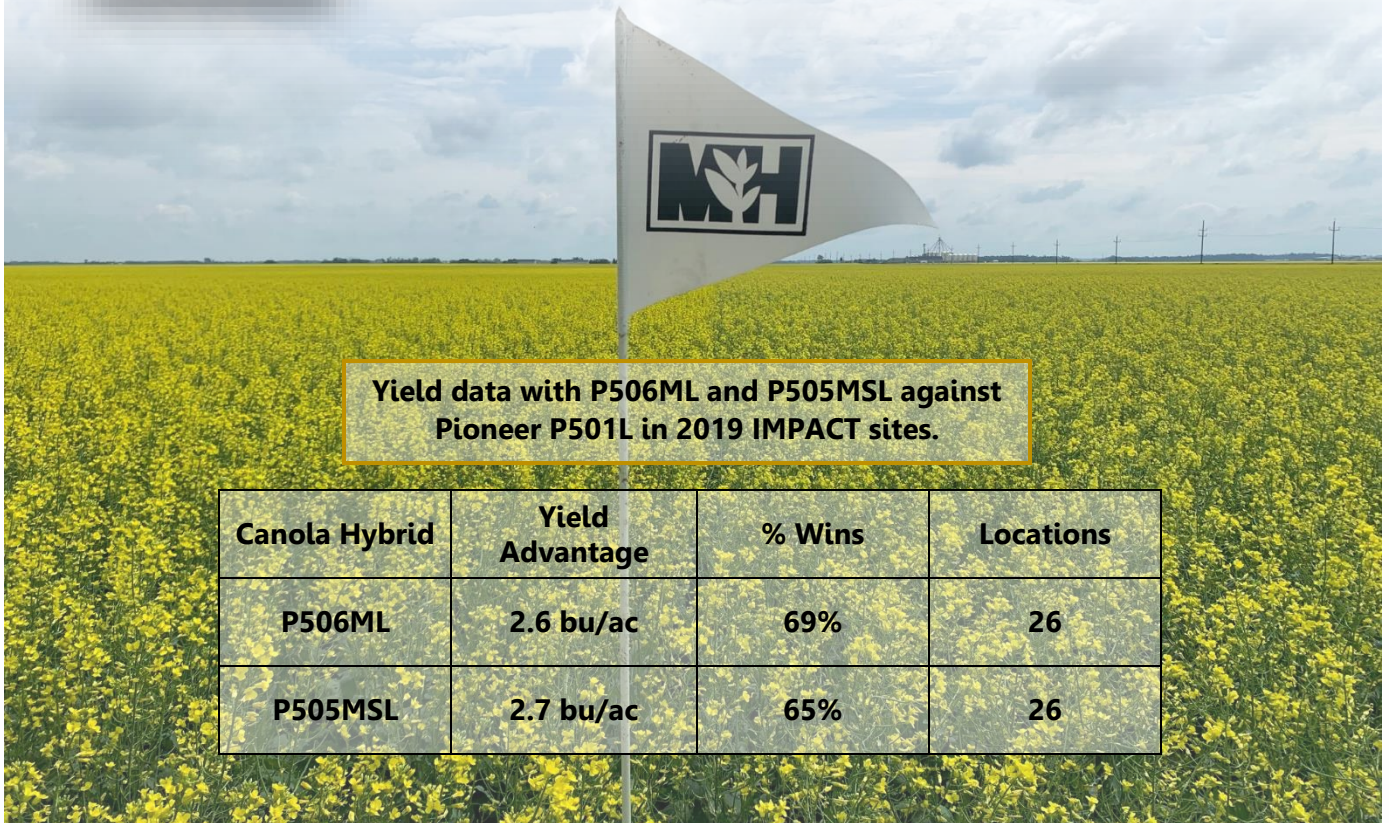 MH
Yield data with P506ML and P505MSL against
Pioneer P501L in 2019 IMPACT sites.
Canola Hybrid Yield Advantage % Wins Locations
P506ML 2.6 bu/ac 69% 26
P505MSL 2.7 bu/ac 65% 26